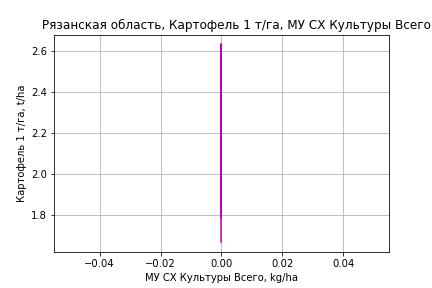 Рязанская область, Картофель 1 т/га, МУ СХ Культуры Всего
2.6
2.4
2.2
2.0
1.8
Картофель 1 т/га, t/ha
−0.04 −0.02 0.00 0.02 0.04
МУ СХ Культуры Всего, kg/ha